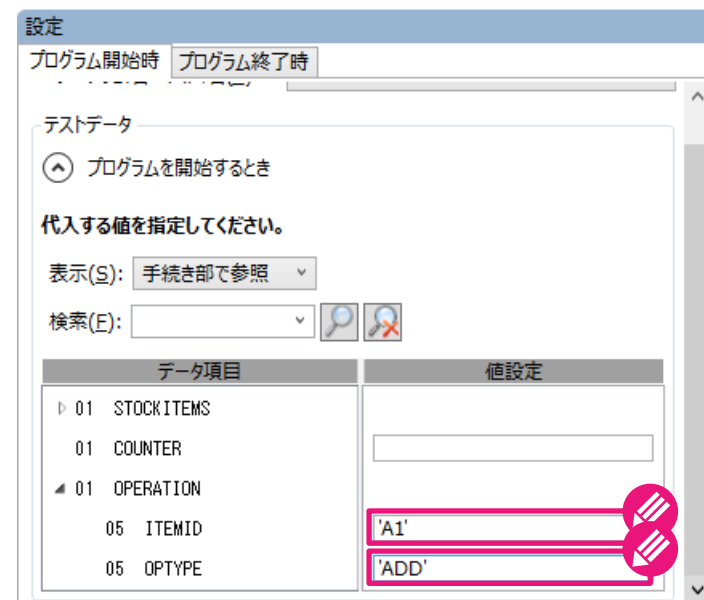 設定
プログラム開始時 プログラム終了時
テストデータ
プログラムを開始するとき
代入する値を指定してください。
表示(S): 手続き部で参照
検索(F):
データ項目 値設定
01 STOCKITEMS
01 COUNTER
01 OPERATION
05 ITEMID 'A1'
05 OPTYPE 'ADD'